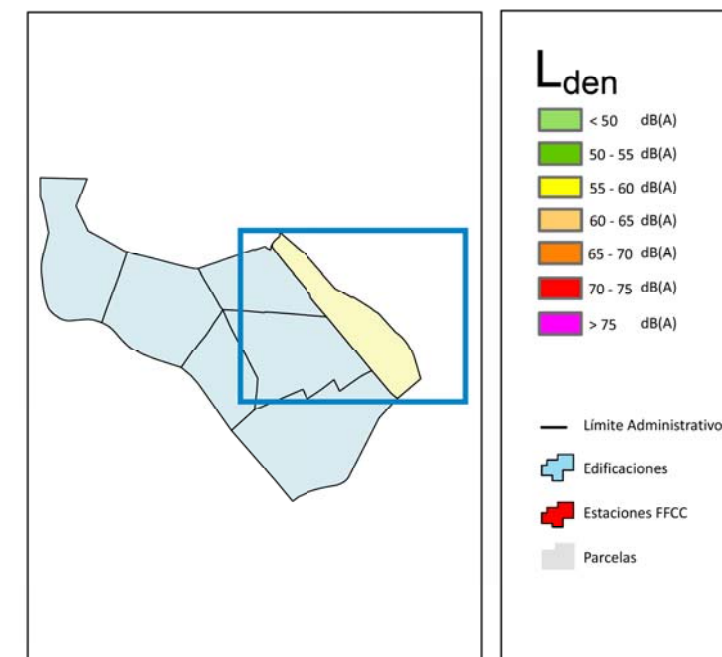 Lden
< 50 dB(A)
50 - 55 dB(A)
55 - 60 dB(A)
60 - 65 dB(A)
65 - 70 dB(A)
70 - 75 dB(A)
> 75 dB(A)
Límite Administrativo
Edificaciones
Estaciones FFCC
Parcelas